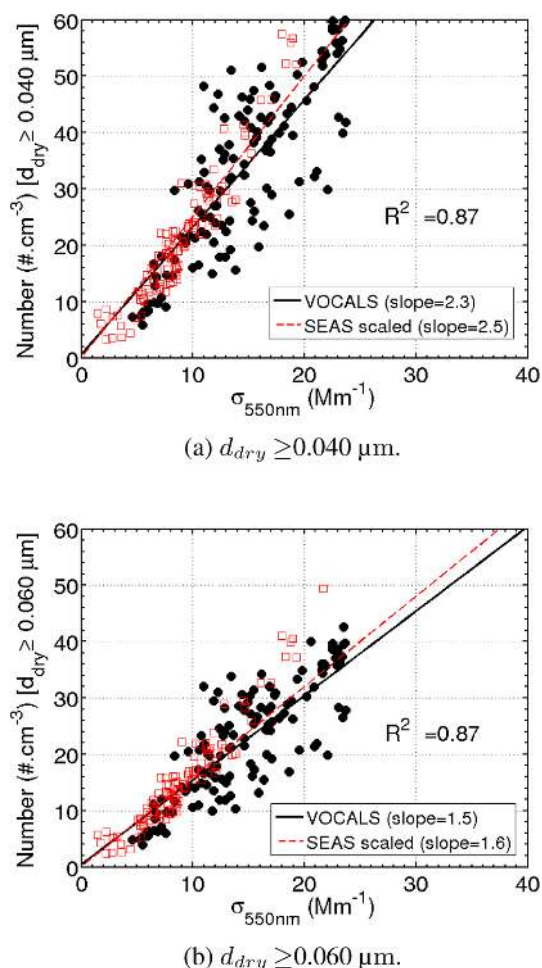 60
50
40
30
20
10
0
Number (#.cm⁻³) [d_dry ≥ 0.040 µm]
R² =0.87
VOCALS (slope=2.3)
SEAS scaled (slope=2.5)
0 10 20 30 40
σ550nm (Mm⁻¹)
(a) d_dry ≥0.040 µm.
60
50
40
30
20
10
0
Number (#.cm⁻³) [d_dry ≥ 0.060 µm]
R² =0.87
VOCALS (slope=1.5)
SEAS scaled (slope=1.6)
0 10 20 30 40
σ550nm (Mm⁻¹)
(b) d_dry ≥0.060 µm.